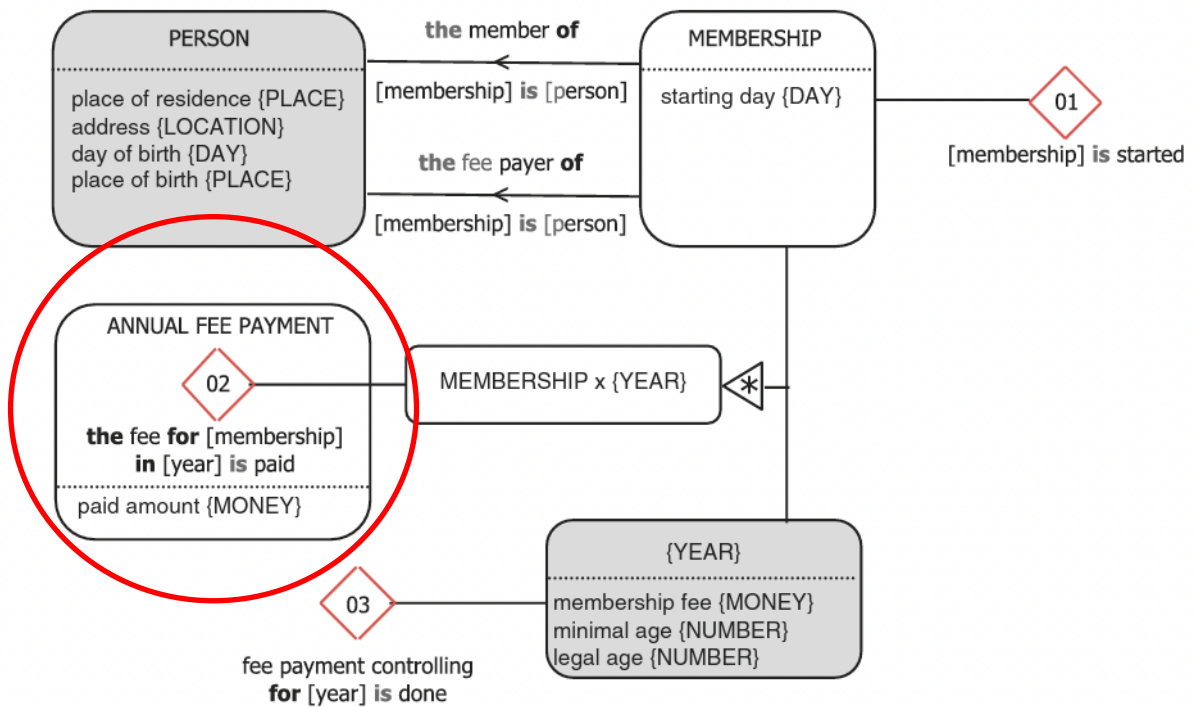 PERSON
place of residence {PLACE}
address {LOCATION}
day of birth {DAY}
place of birth {PLACE}
the member of
[membership] is [person]
the fee payer of
[membership] is [person]
MEMBERSHIP
starting day {DAY}
01
[membership] is started
ANNUAL FEE PAYMENT
02
the fee for [membership]
in [year] is paid
paid amount {MONEY}
MEMBERSHIP x {YEAR}
*
{YEAR}
membership fee {MONEY}
minimal age {NUMBER}
legal age {NUMBER}
03
fee payment controlling
for [year] is done